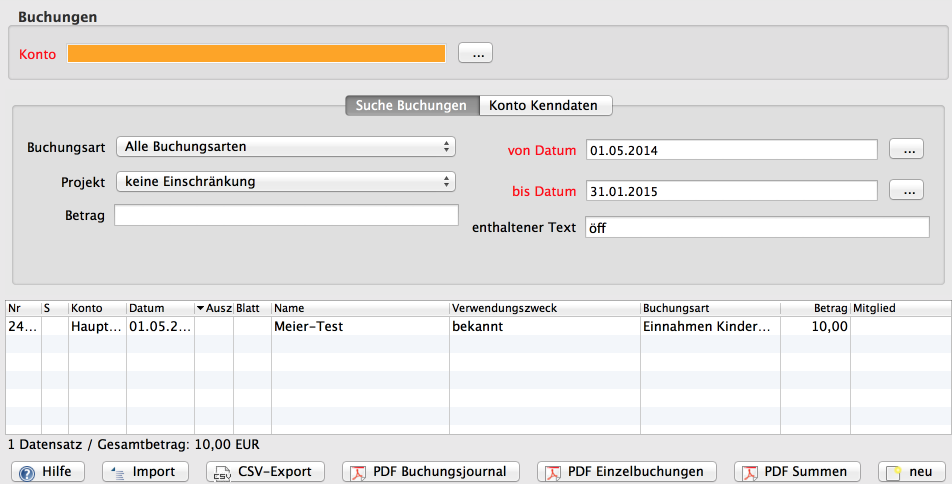 Buchungen
Konto ...
Suche Buchungen Konto Kenndaten
Buchungsart Alle Buchungsarten von Datum 01.05.2014 ...
Projekt keine Einschränkung bis Datum 31.01.2015 ...
Betrag enthaltener Text öff
Nr S Konto Datum Ausz Blatt Name Verwendungszweck Buchungsart Betrag Mitglied
24... Haupt... 01.05.2... Meier-Test bekannt Einnahmen Kinder... 10,00
1 Datensatz / Gesamtbetrag: 10,00 EUR
Hilfe Import CSV CSV-Export PDF Buchungsjournal PDF Einzelbuchungen PDF Summen neu